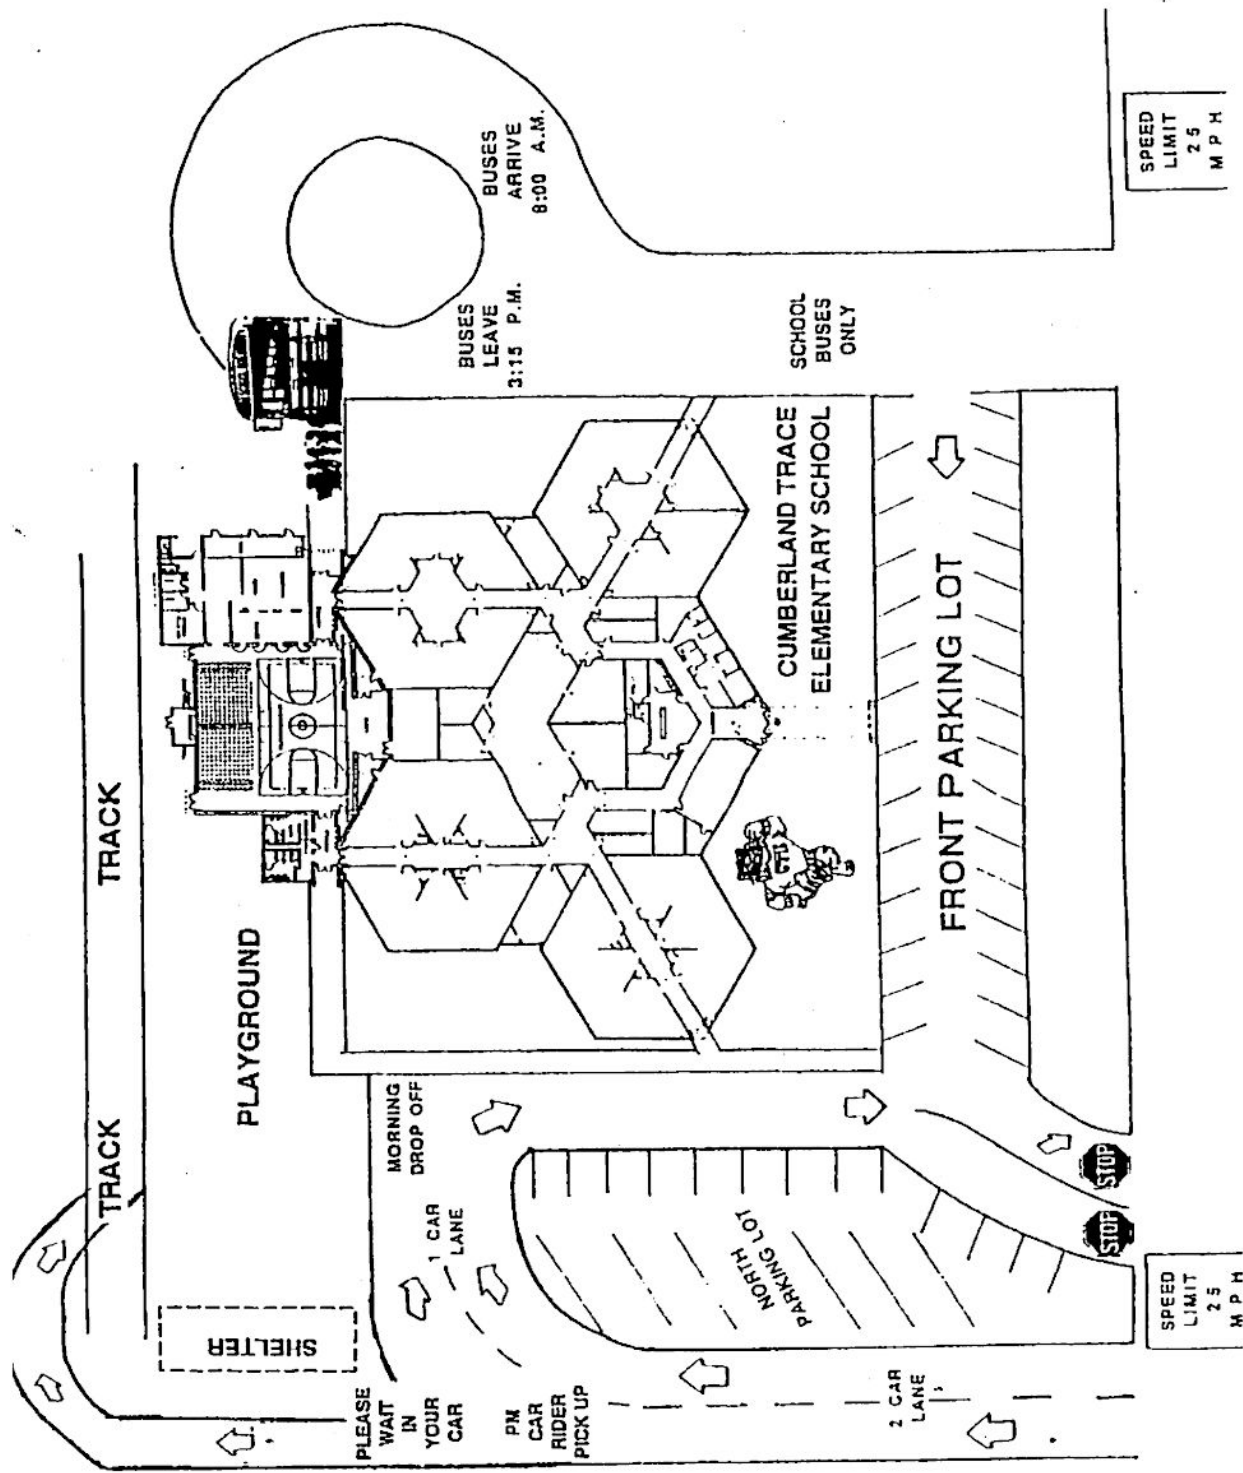 TRACK
TRACK
PLAYGROUND
SHELTER
BUSES
ARRIVE
8:00 A.M.
BUSES
LEAVE
3:15 P.M.
SCHOOL
BUSES
ONLY
SPEED
LIMIT
25
MPH
CUMBERLAND TRACE
ELEMENTARY SCHOOL
FRONT PARKING LOT
MORNING
DROP OFF
1 CAR
LANE
NORTH
PARKING LOT
PLEASE
WAIT
IN
YOUR
CAR
PM
CAR
RIDER
PICK UP
2 CAR
LANE
STOP
STOP
SPEED
LIMIT
25
MPH